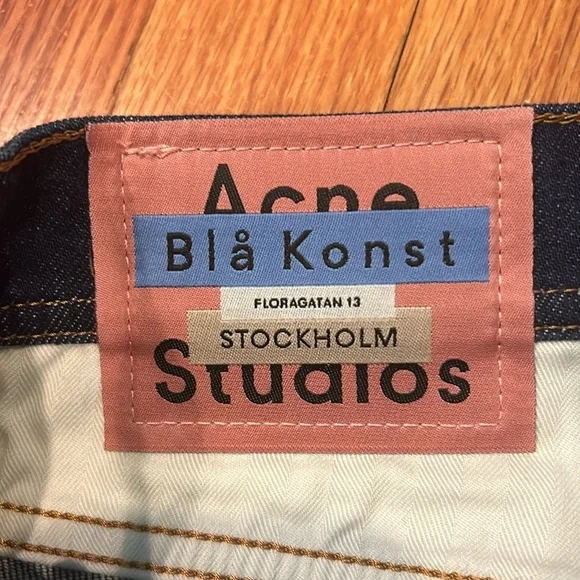 Acne
Blå Konst
FLORAGATAN 13
STOCKHOLM
Studios